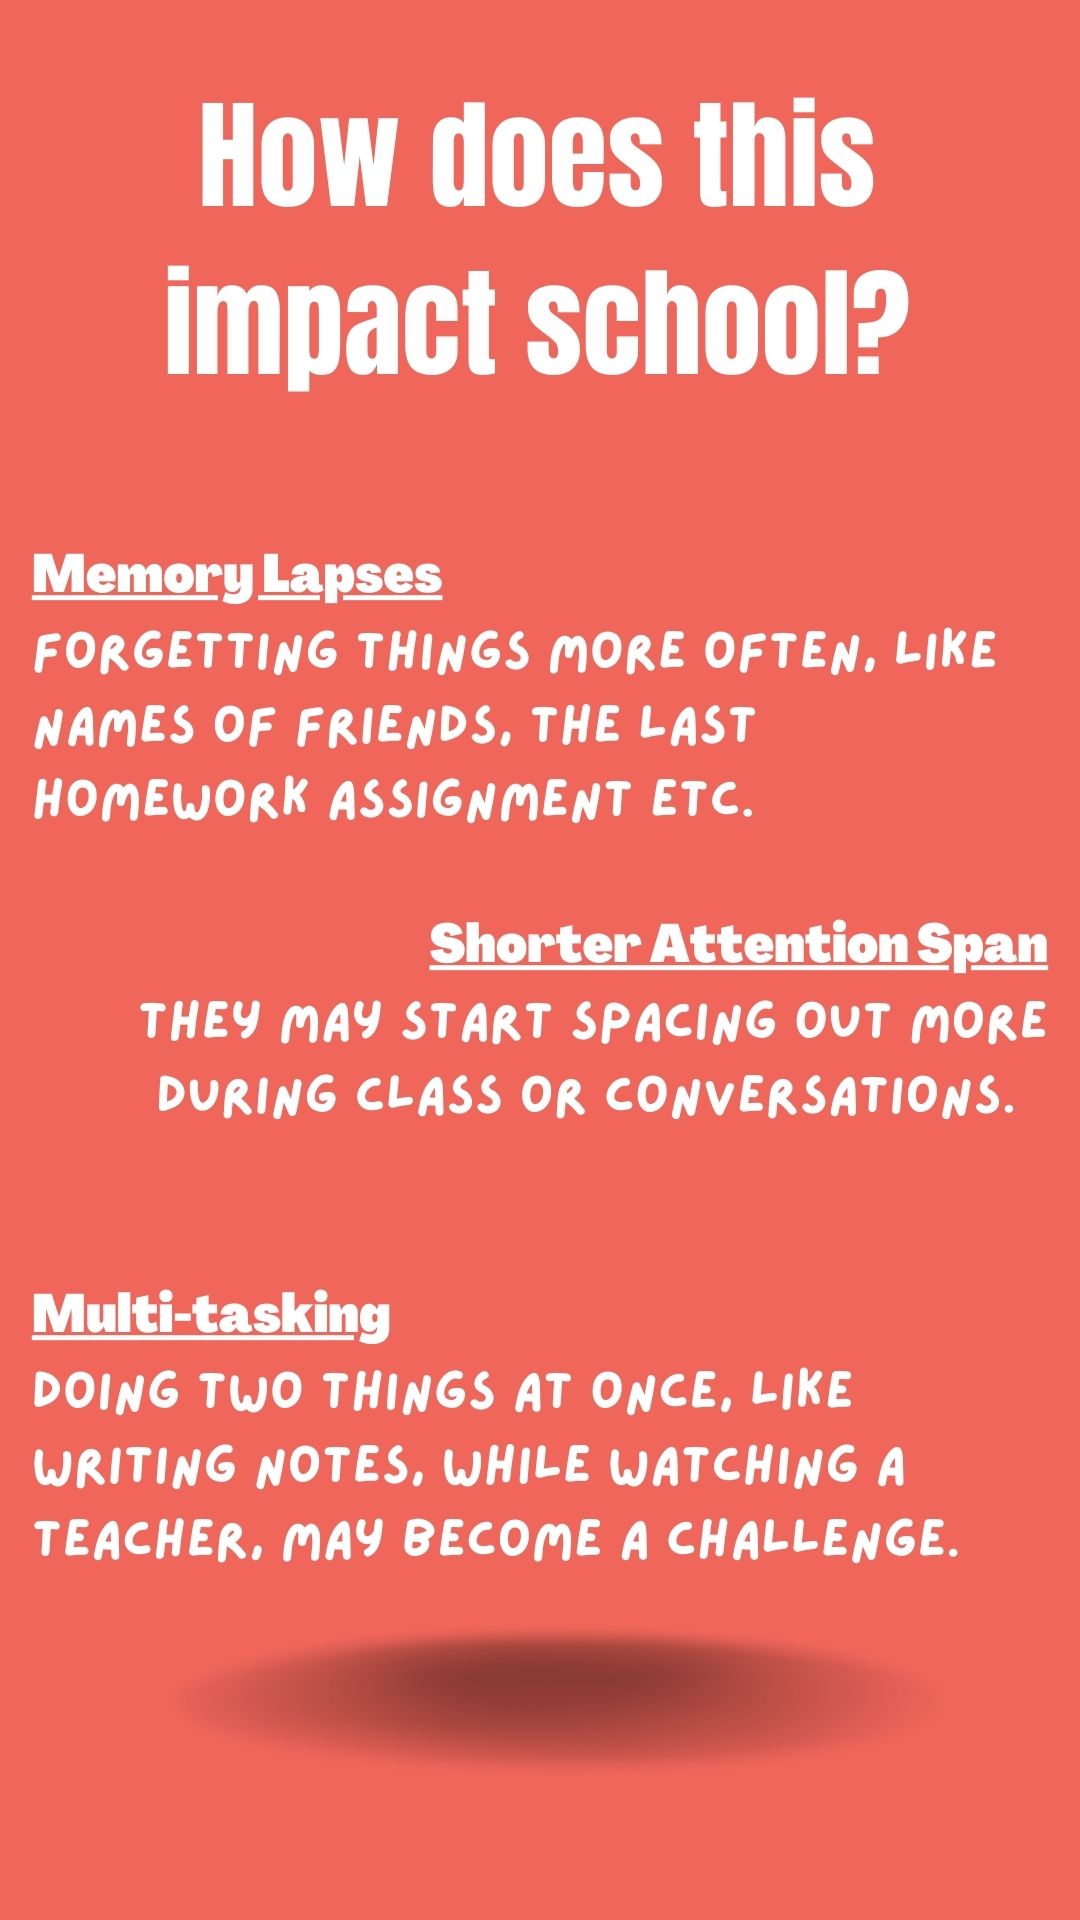 How does this
impact school?
Memory Lapses
FORGETTING THINGS MORE OFTEN, LIKE
NAMES OF FRIENDS, THE LAST
HOMEWORK ASSIGNMENT ETC.
Shorter Attention Span
THEY MAY START SPACING OUT MORE
DURING CLASS OR CONVERSATIONS.
Multi-tasking
DOING TWO THINGS AT ONCE, LIKE
WRITING NOTES, WHILE WATCHING A
TEACHER, MAY BECOME A CHALLENGE.